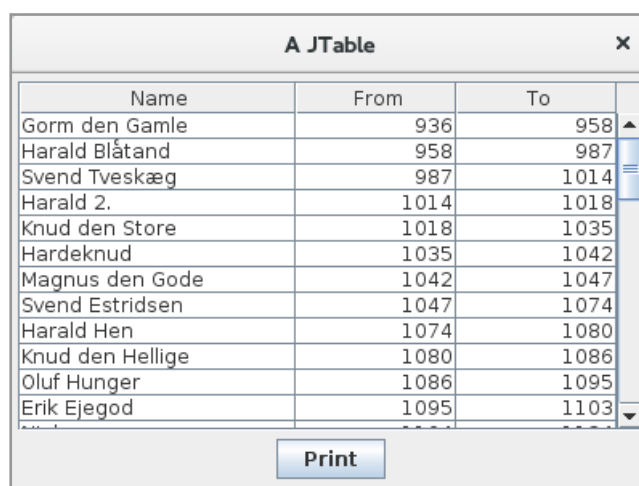 A JTable ×
Name From To
Gorm den Gamle 936 958
Harald Blåtand 958 987
Svend Tveskæg 987 1014
Harald 2. 1014 1018
Knud den Store 1018 1035
Hardeknud 1035 1042
Magnus den Gode 1042 1047
Svend Estridsen 1047 1074
Harald Hen 1074 1080
Knud den Hellige 1080 1086
Oluf Hunger 1086 1095
Erik Ejegod 1095 1103
Print